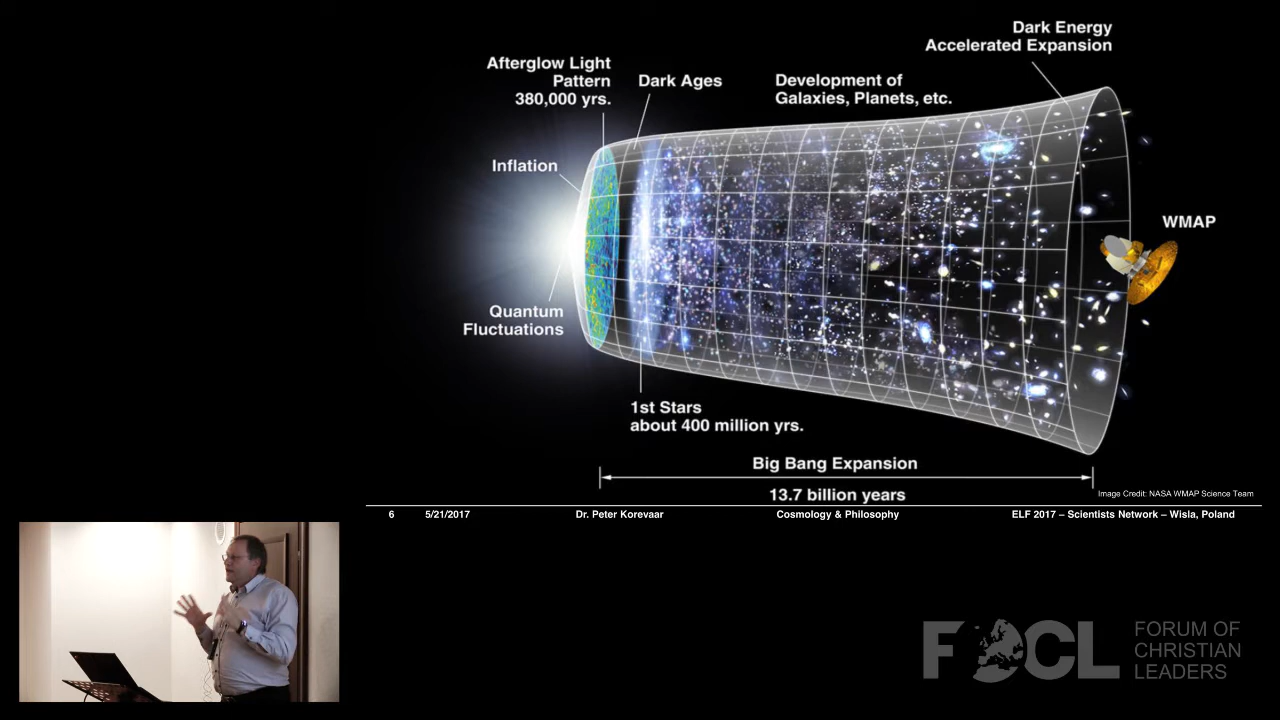 Dark Energy
Accelerated Expansion
Afterglow Light
Pattern
380,000 yrs.
Dark Ages
Development of
Galaxies, Planets, etc.
Inflation
WMAP
Quantum
Fluctuations
1st Stars
about 400 million yrs.
Big Bang Expansion
13.7 billion years
Image Credit: NASA WMAP Science Team
6 5/21/2017 Dr. Peter Korevaar Cosmology & Philosophy ELF 2017 – Scientists Network – Wisla, Poland
FOCL
FORUM OF
CHRISTIAN
LEADERS